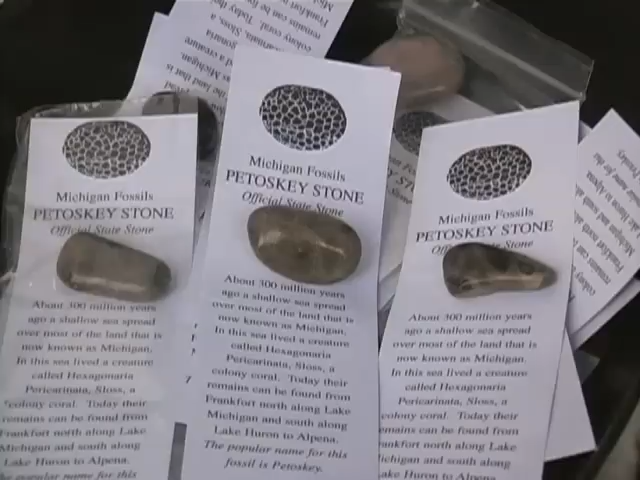 Michigan Fossils
PETOSKEY STONE
Official State Stone
About 300 million years
ago a shallow sea spread
over most of the land that is
now known as Michigan.
In this sea lived a creature
called Hexagonaria
Pericarinata, Sloss, a
colony coral. Today their
remains can be found from
Frankfort north along Lake
Michigan and south along
Lake Huron to Alpena.
The popular name for this
Michigan Fossils
PETOSKEY STONE
Official State Stone
About 300 million years
ago a shallow sea spread
over most of the land that is
now known as Michigan.
In this sea lived a creature
called Hexagonaria
Pericarinata, Sloss, a
colony coral. Today their
remains can be found from
Frankfort north along Lake
Michigan and south along
Lake Huron to Alpena.
The popular name for this
fossil is Petoskey.
Michigan Fossils
PETOSKEY STONE
State Stone
About 300 million years
ago a shallow sea spread
over most of the land that is
now known as Michigan.
In this sea lived a creature
called Hexagonaria
Pericarinata, Sloss, a
colony coral. Today their
remains can be found from
Frankfort north along Lake
Michigan and south along
Lake Huron to Alpena.